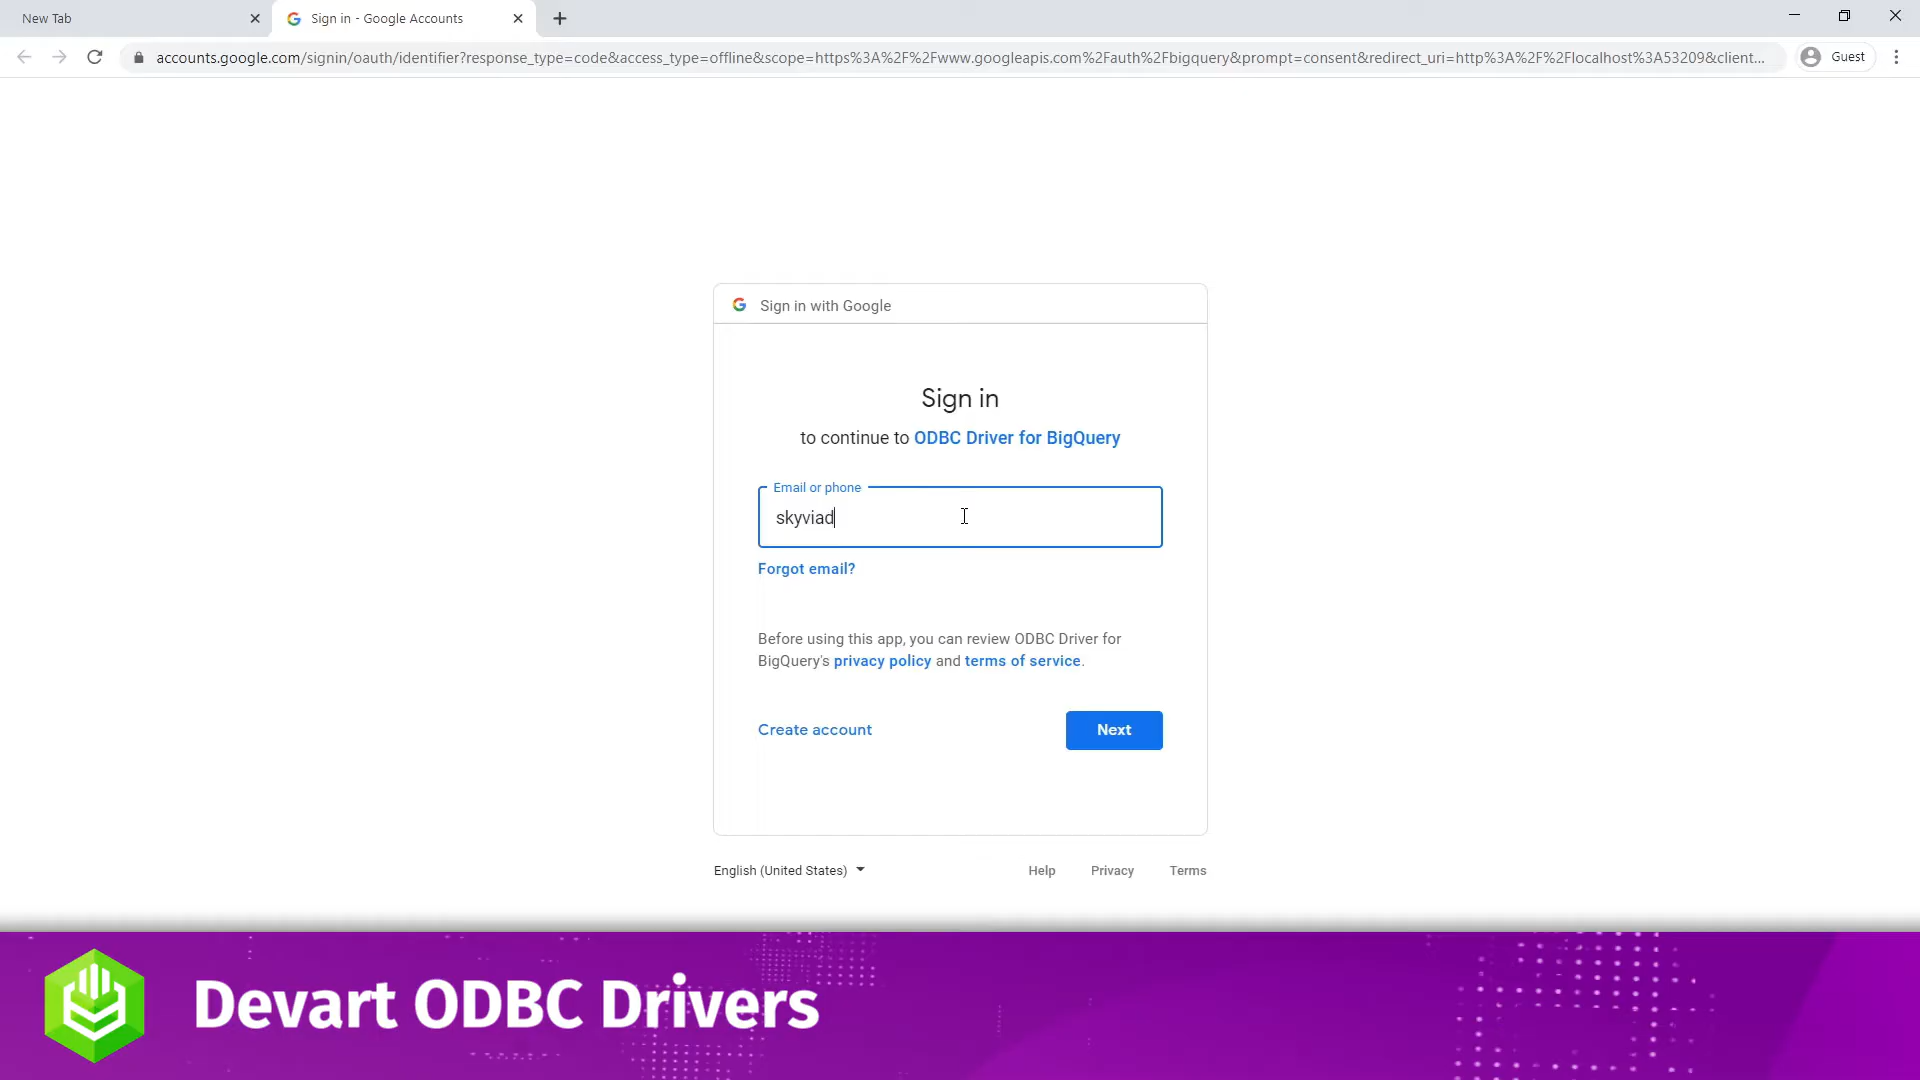 New Tab
Sign in - Google Accounts
accounts.google.com/signin/oauth/identifier?response_type=code&access_type=offline&scope=https%3A%2F%2Fwww.googleapis.com%2Fauth%2Fbigquery&prompt=consent&redirect_uri=http%3A%2F%2Flocalhost%3A53209&client...
Guest
Sign in with Google
Sign in
to continue to ODBC Driver for BigQuery
Email or phone
skyviad
Forgot email?
Before using this app, you can review ODBC Driver for
BigQuery's privacy policy and terms of service.
Create account
Next
English (United States)
Help
Privacy
Terms
Devart ODBC Drivers